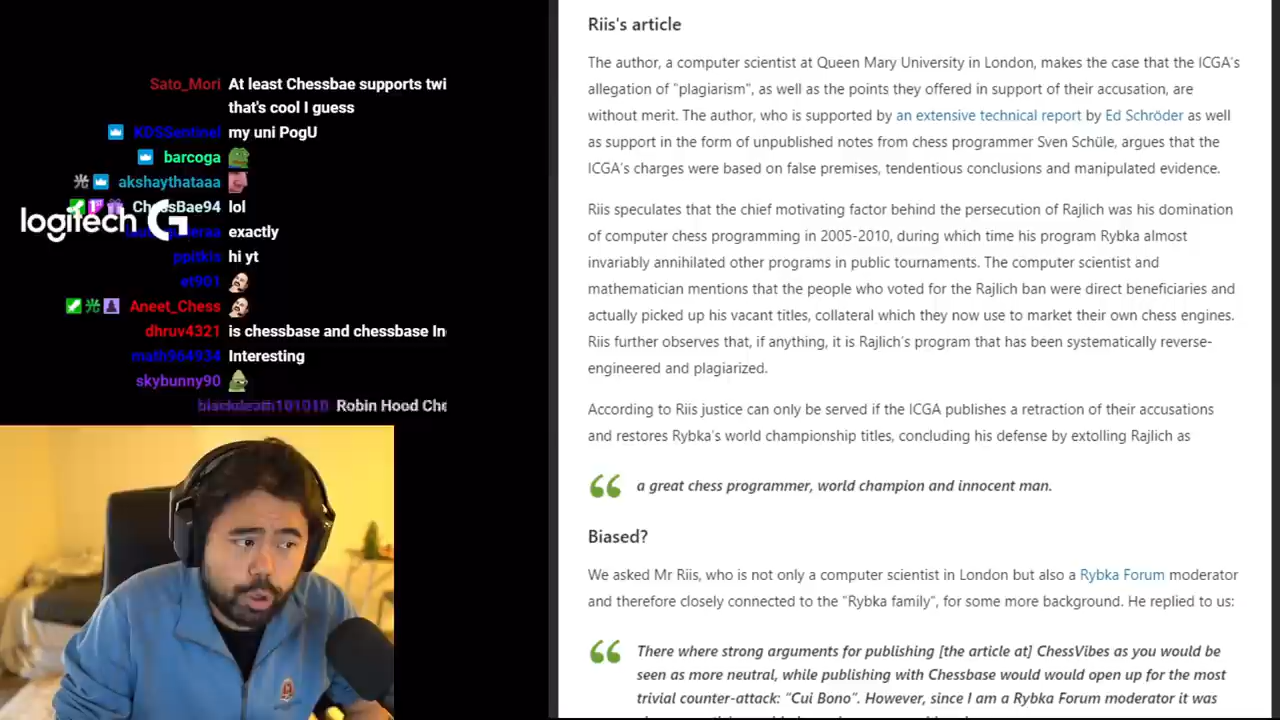 Sato_Mori At least Chessbae supports twi
that's cool I guess
KDSSentinel my uni PogU
barcoga
akshaythataaa
ChessBae94 lol
logitech G
exactly
ppitkis hi yt
et901
Aneet_Chess
dhruv4321 is chessbase and chessbase In
math964934 Interesting
skybunny90
blackdeath101010 Robin Hood Che
Riis's article
The author, a computer scientist at Queen Mary University in London, makes the case that the ICGA's
allegation of "plagiarism", as well as the points they offered in support of their accusation, are
without merit. The author, who is supported by an extensive technical report by Ed Schröder as well
as support in the form of unpublished notes from chess programmer Sven Schüle, argues that the
ICGA's charges were based on false premises, tendentious conclusions and manipulated evidence.
Riis speculates that the chief motivating factor behind the persecution of Rajlich was his domination
of computer chess programming in 2005-2010, during which time his program Rybka almost
invariably annihilated other programs in public tournaments. The computer scientist and
mathematician mentions that the people who voted for the Rajlich ban were direct beneficiaries and
actually picked up his vacant titles, collateral which they now use to market their own chess engines.
Riis further observes that, if anything, it is Rajlich´s program that has been systematically reverse-
engineered and plagiarized.
According to Riis justice can only be served if the ICGA publishes a retraction of their accusations
and restores Rybka's world championship titles, concluding his defense by extolling Rajlich as
a great chess programmer, world champion and innocent man.
Biased?
We asked Mr Riis, who is not only a computer scientist in London but also a Rybka Forum moderator
and therefore closely connected to the "Rybka family", for some more background. He replied to us:
There where strong arguments for publishing [the article at] ChessVibes as you would be
seen as more neutral, while publishing with Chessbase would would open up for the most
trivial counter-attack: "Cui Bono". However, since I am a Rybka Forum moderator it was